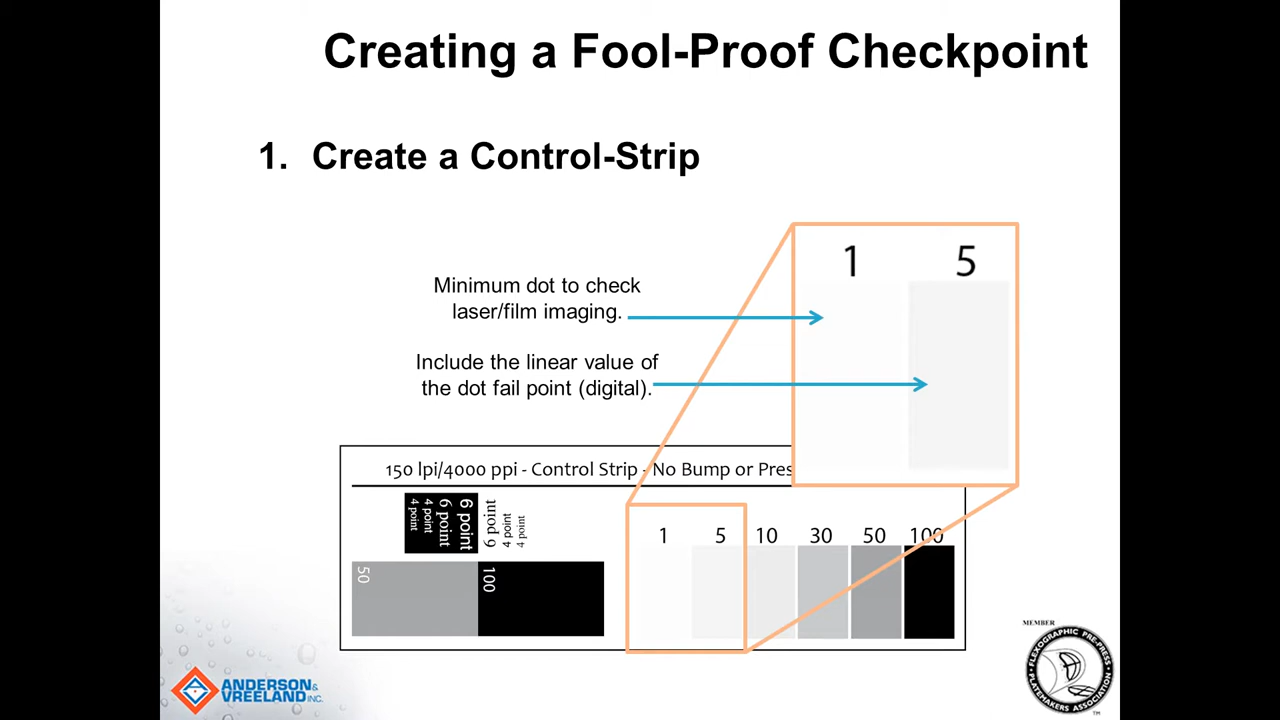 Creating a Fool-Proof Checkpoint
1. Create a Control-Strip
1 5
Minimum dot to check
laser/film imaging.
Include the linear value of
the dot fail point (digital).
150 lpi/4000 ppi - Control Strip - No Bump or Pres
6 point
6 point
4 point
4 point
6 point
4 point
4 point
50
100
1 5 10 30 50 100
ANDERSON &
VREELAND INC.
MEMBER
FLEXOGRAPHIC PRE-PRESS
PLATEMAKERS ASSOCIATION
TM